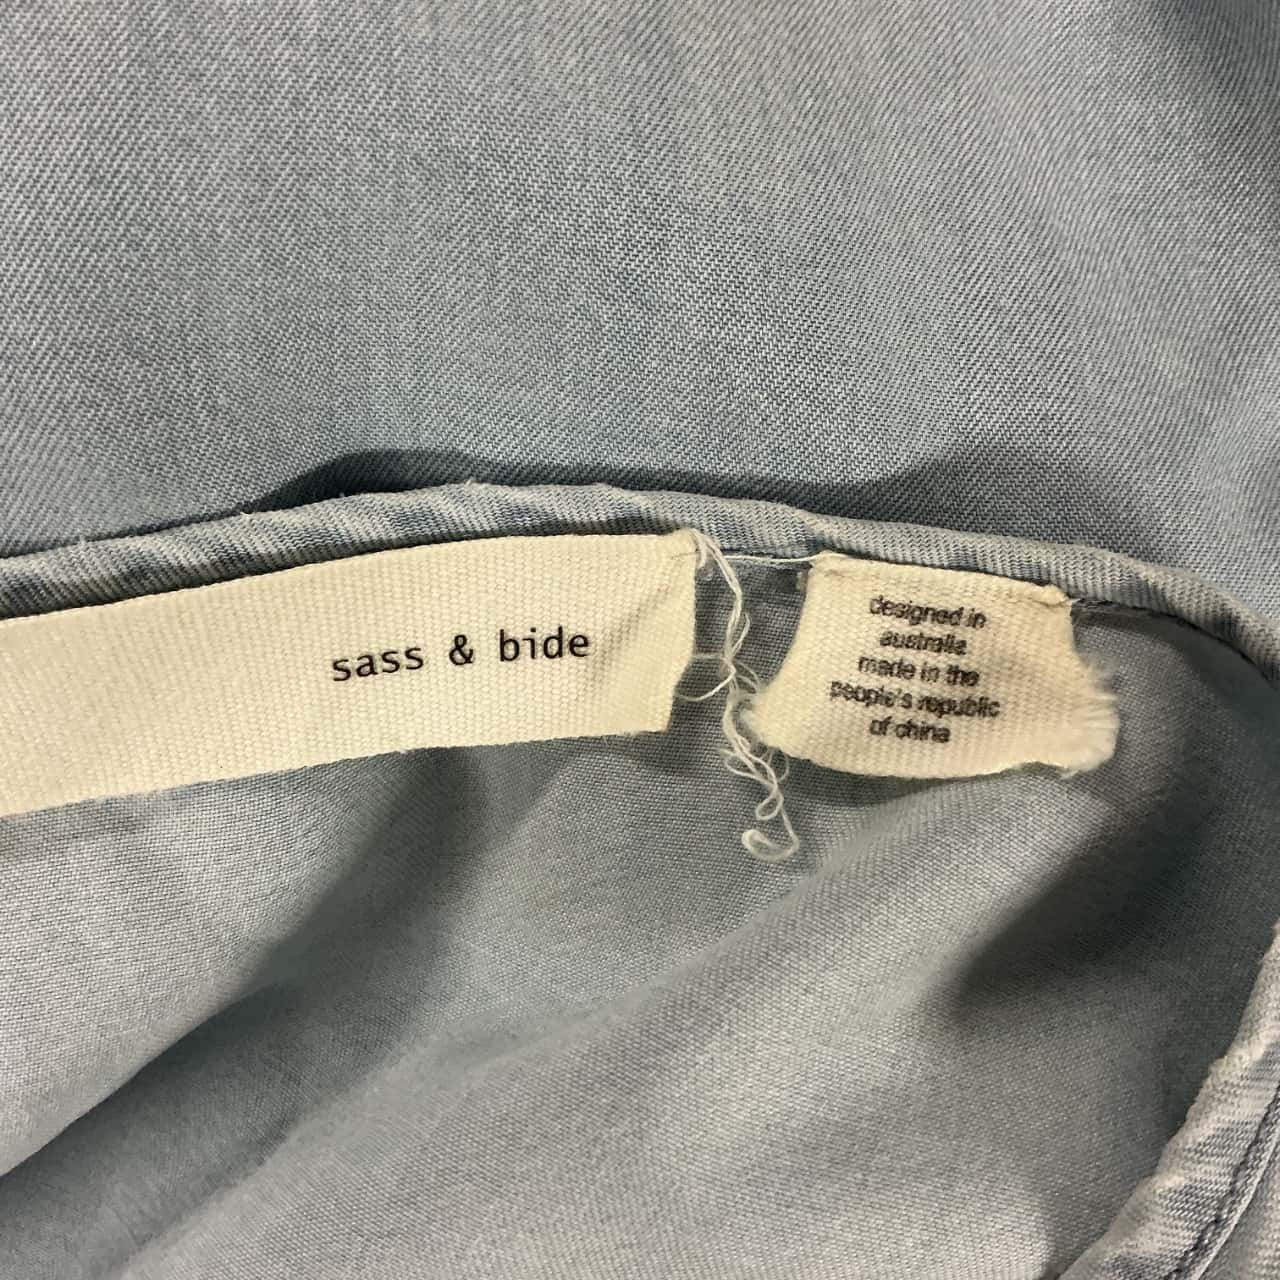 sass & bide
designed in
australia
made in the
people's republic
of china